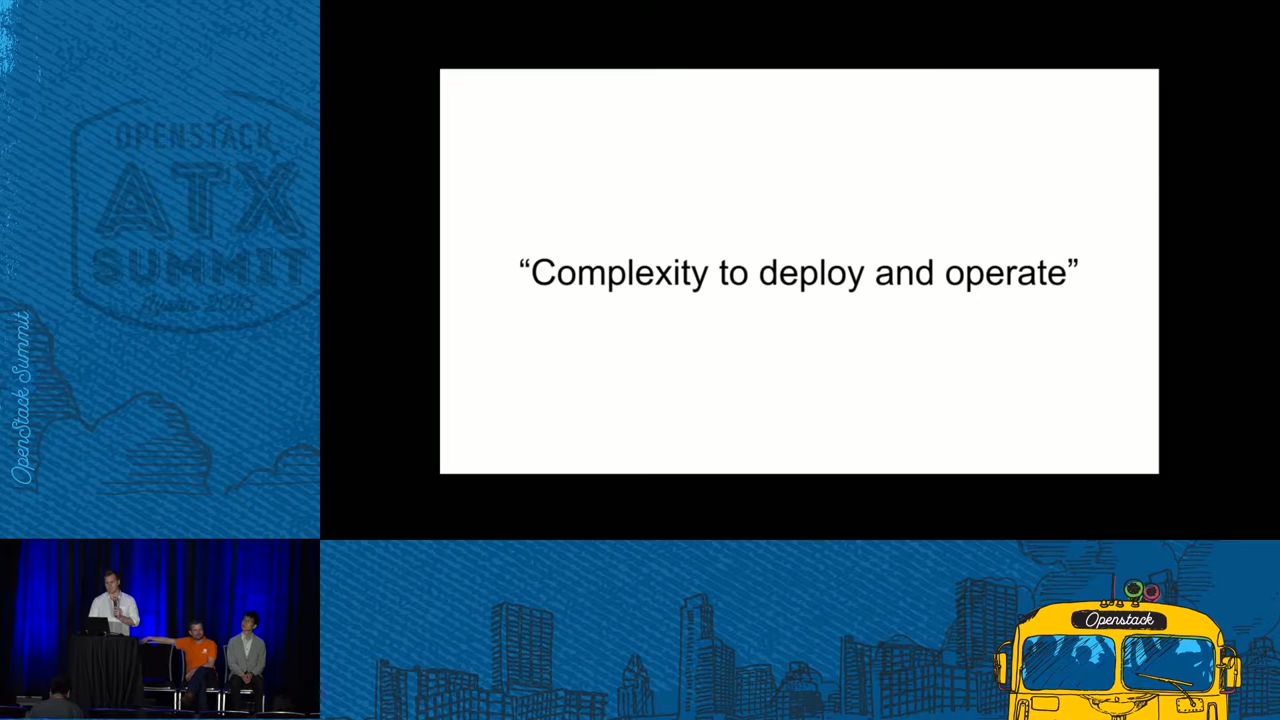 OPENSTACK
ATX
SUMMIT
OpenStack Summit
“Complexity to deploy and operate”
Openstack